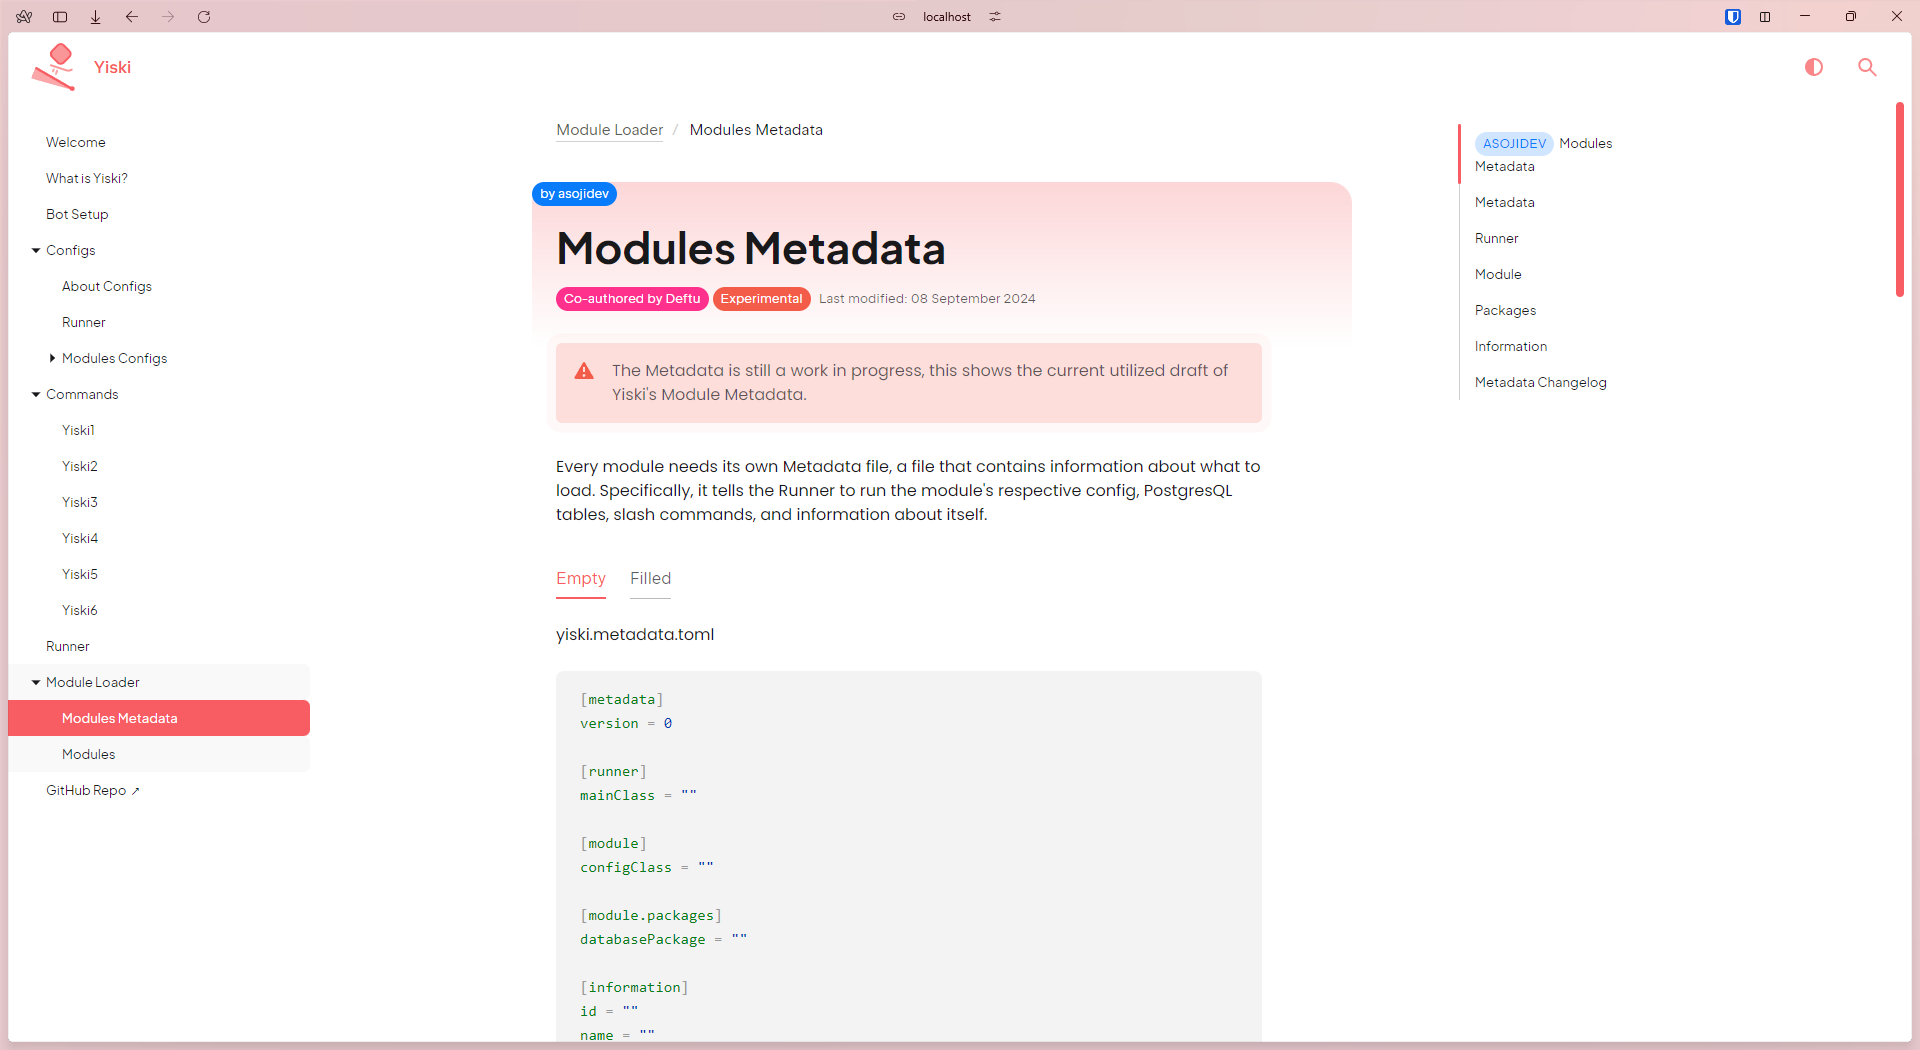 localhost
Yiski
Welcome
What is Yiski?
Bot Setup
Configs
About Configs
Runner
Modules Configs
Commands
Yiski1
Yiski2
Yiski3
Yiski4
Yiski5
Yiski6
Runner
Module Loader
Modules Metadata
Modules
GitHub Repo ↗
Module Loader / Modules Metadata
by asojidev
Modules Metadata
Co-authored by Deftu Experimental Last modified: 08 September 2024
The Metadata is still a work in progress, this shows the current utilized draft of
Yiski's Module Metadata.
Every module needs its own Metadata file, a file that contains information about what to
load. Specifically, it tells the Runner to run the module's respective config, PostgresQL
tables, slash commands, and information about itself.
Empty Filled
yiski.metadata.toml
[metadata]
version = 0
[runner]
mainClass = ""
[module]
configClass = ""
[module.packages]
databasePackage = ""
[information]
id = ""
name = ""
ASOJIDEV Modules
Metadata
Metadata
Runner
Module
Packages
Information
Metadata Changelog